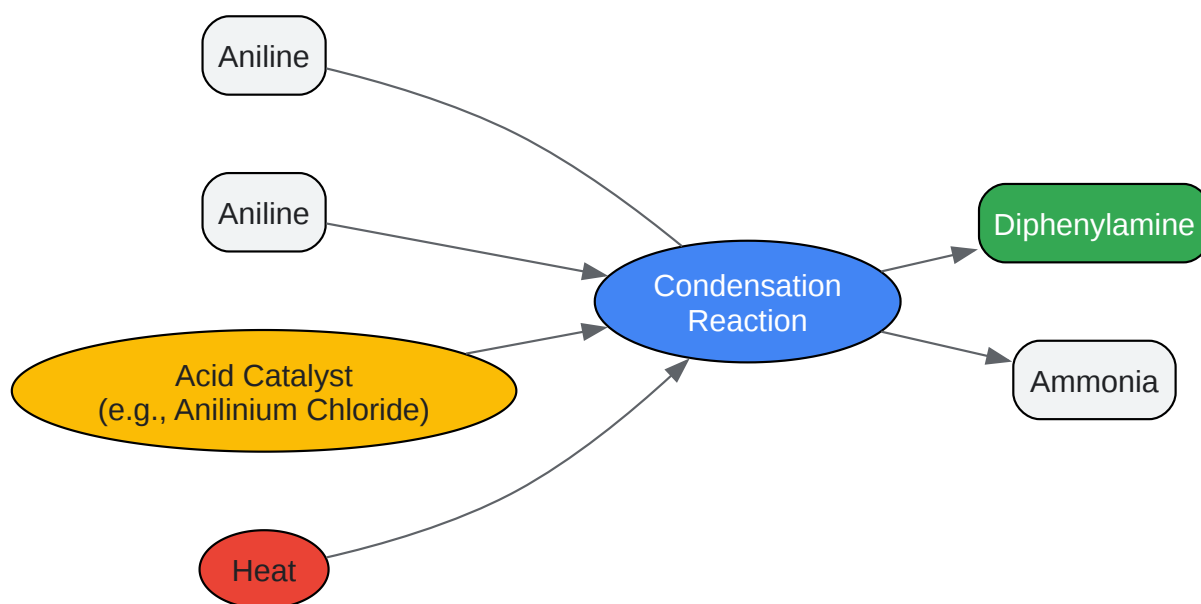 Aniline
Aniline
Diphenylamine
Condensation
Reaction
Acid Catalyst
(e.g., Anilinium Chloride)
Ammonia
Heat